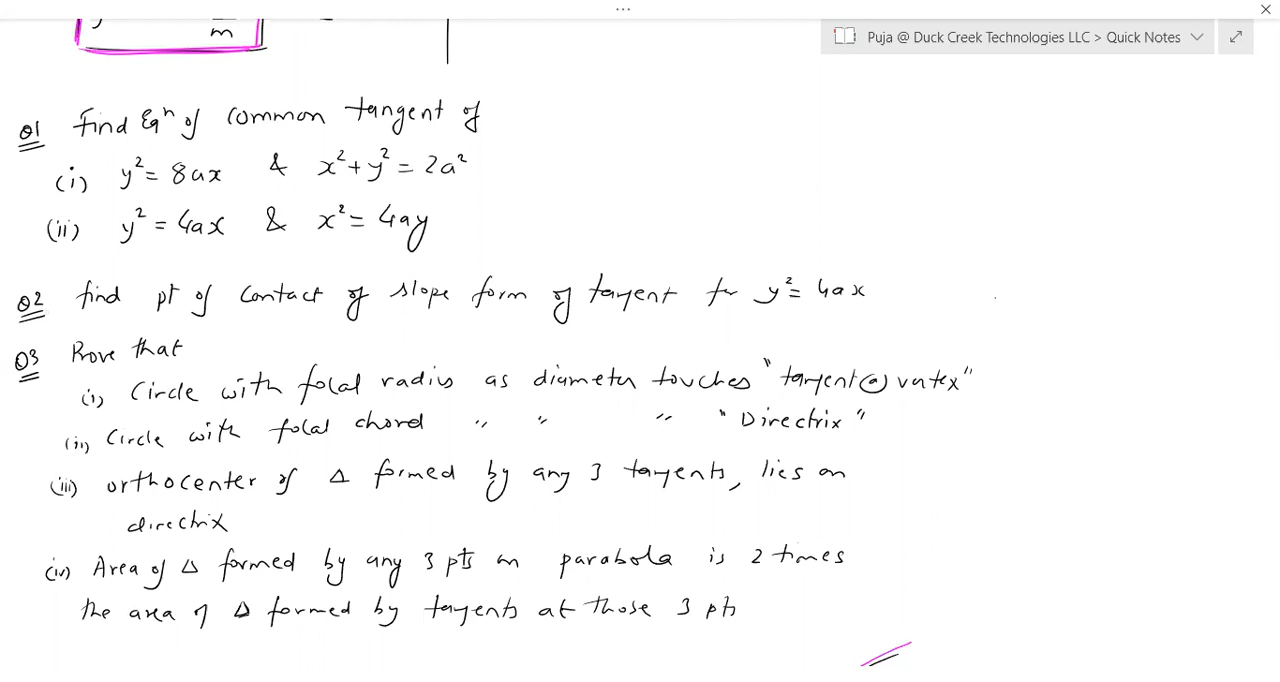 ...
m
Puja @ Duck Creek Technologies LLC > Quick Notes
Q1 Find Eqⁿ of common tangent of
(i) y² = 8ax & x² + y² = 2a²
(ii) y² = 4ax & x² = 4ay
Q2 find pt of contact of slope form of tangent for y² = 4ax
Q3 Prove that
(i) Circle with focal radius as diameter touches "tangent @ vertex"
(ii) Circle with focal chord " " " "Directrix"
(iii) orthocenter of Δ formed by any 3 tangents, lies on
directrix
(iv) Area of Δ formed by any 3 pts on parabola is 2 times
the area of Δ formed by tangents at those 3 pts